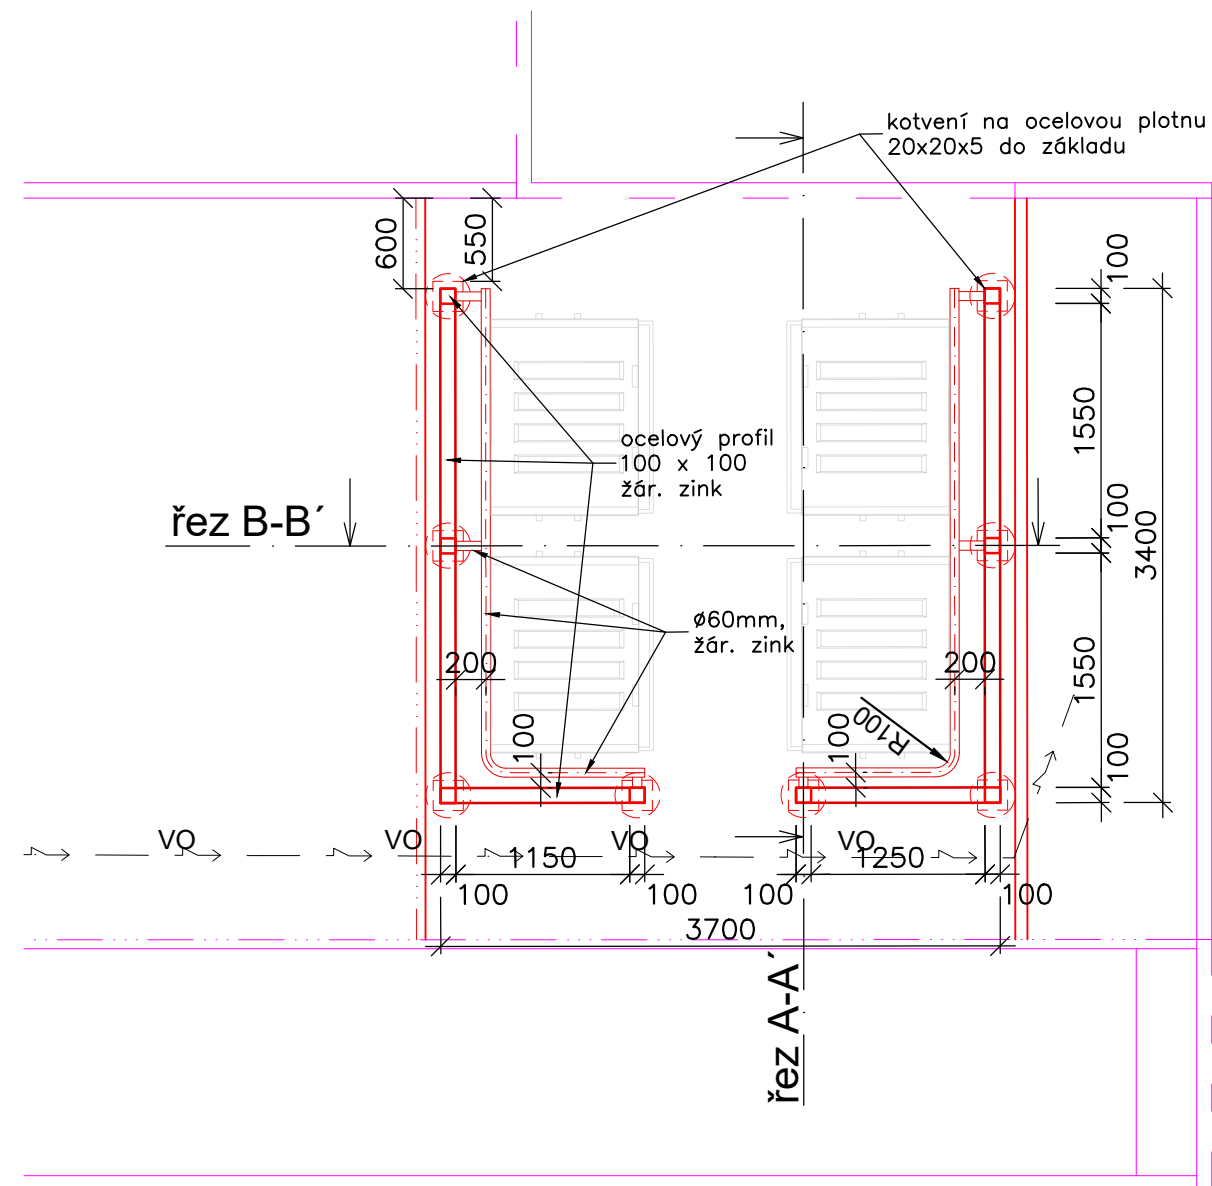 kotvení na ocelovou plotnu
20x20x5 do základu
600
550
100
1550
ocelový profil
100 x 100
žár. zink
řez B-B´
100
3400
ø60mm,
žár. zink
200
200
1550
100
100
R100
100
VO
VO
VO
VO
1150
1250
100
100
100
100
3700
řez A-A´